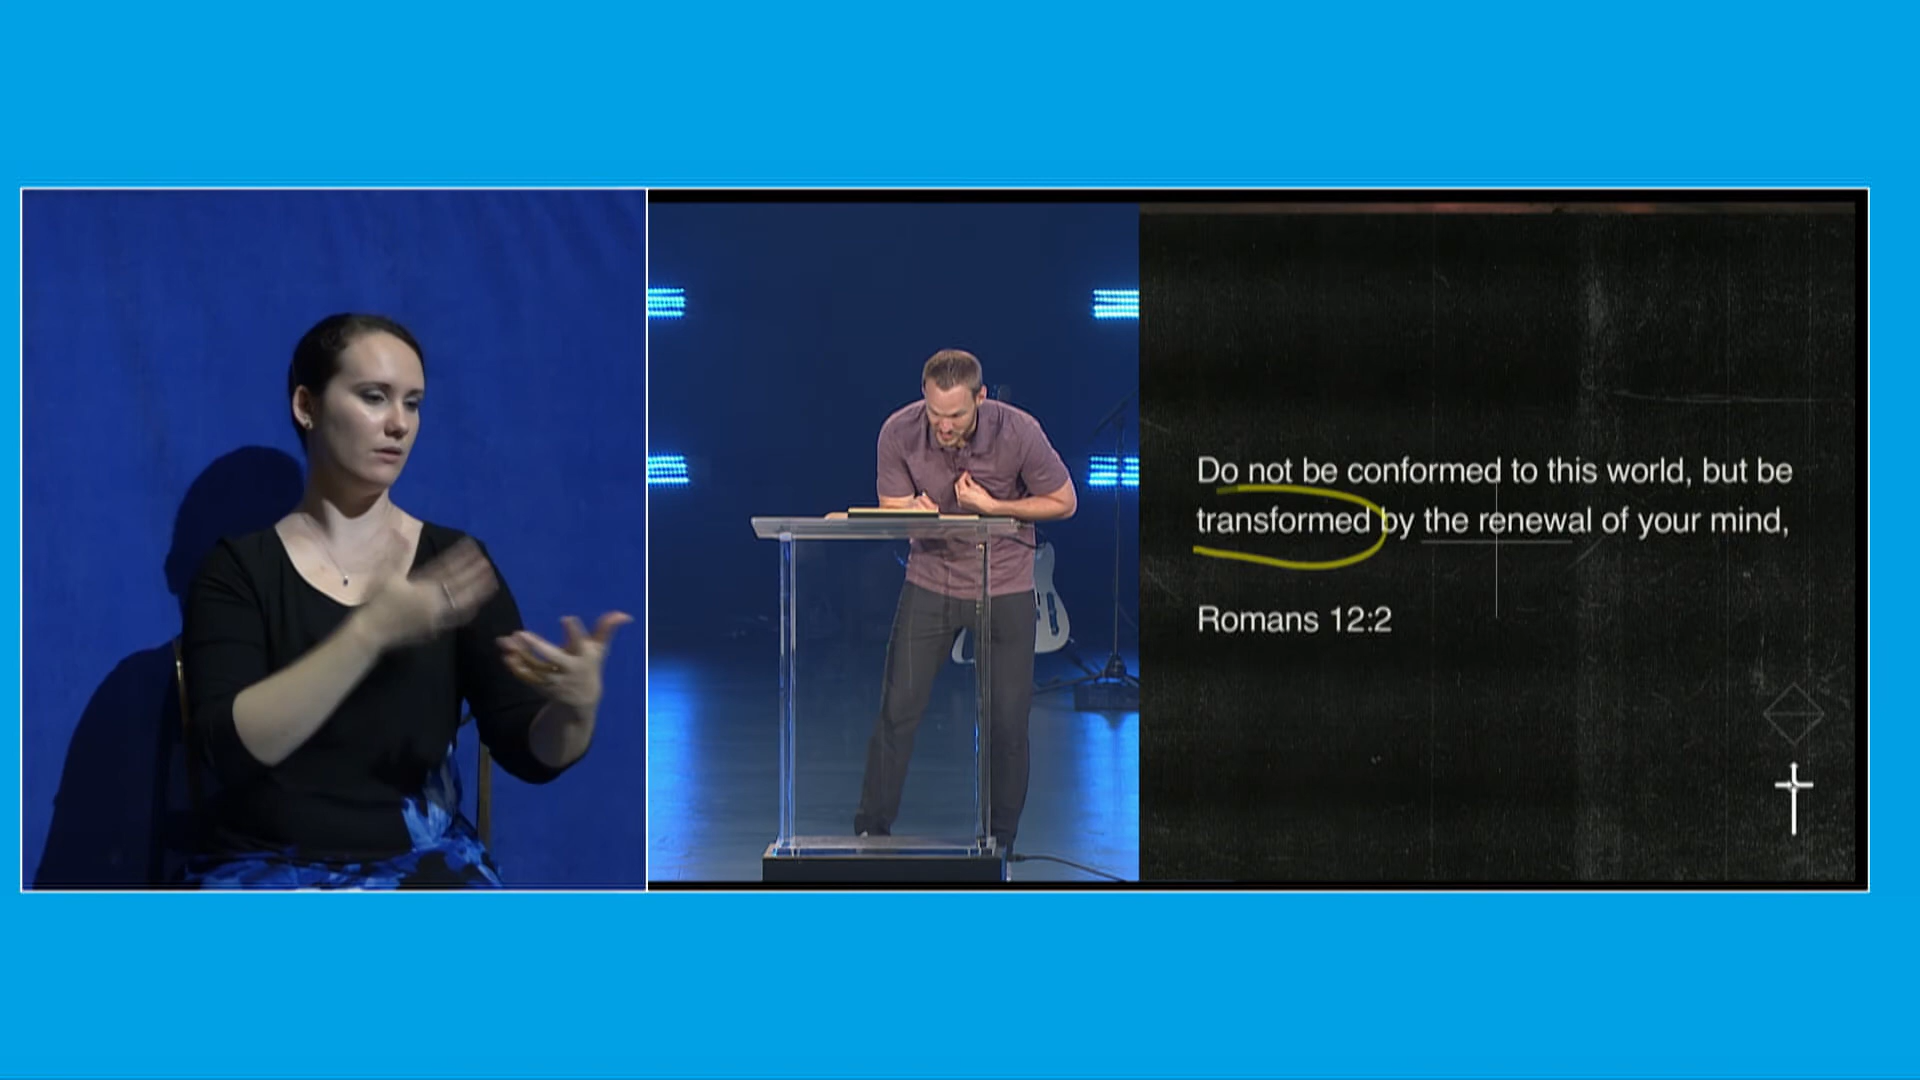 Do not be conformed to this world, but be
transformed by the renewal of your mind,
Romans 12:2